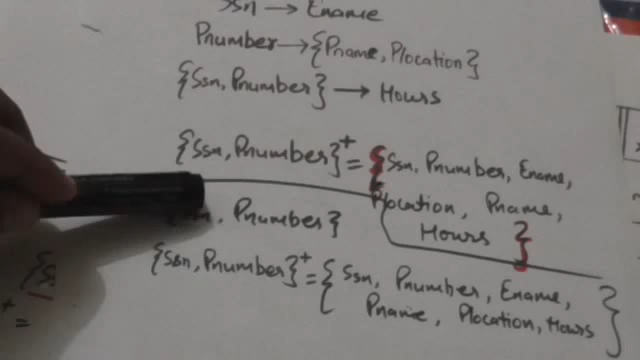 Ssn → Ename
Pnumber → {Pname, Plocation}
{Ssn, Pnumber} → Hours
{Ssn, Pnumber}+ = {Ssn, Pnumber, Ename,
Plocation, Pname,
Hours }
Pnumber}
{Ssn, Pnumber}+ = { Ssn, Pnumber, Ename,
Pname, Plocation, Hours }
{S
+ =